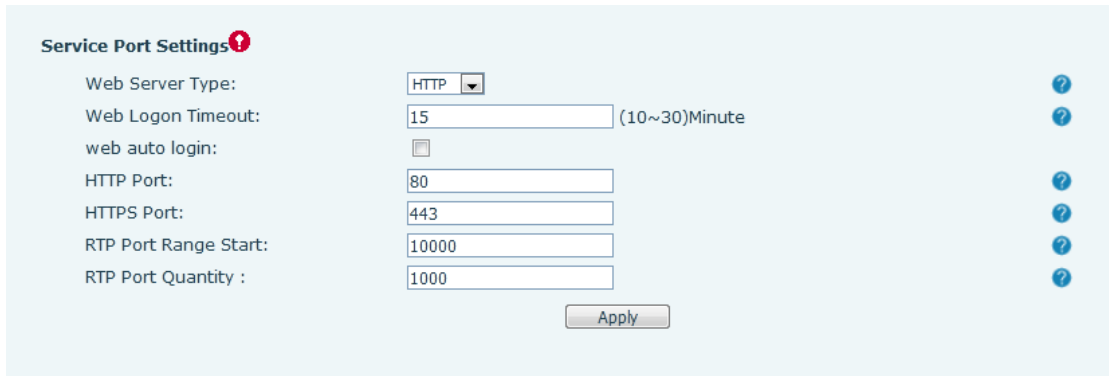 Service Port Settings
Web Server Type: HTTP
Web Logon Timeout: 15 (10~30)Minute
web auto login:
HTTP Port: 80
HTTPS Port: 443
RTP Port Range Start: 10000
RTP Port Quantity : 1000
Apply